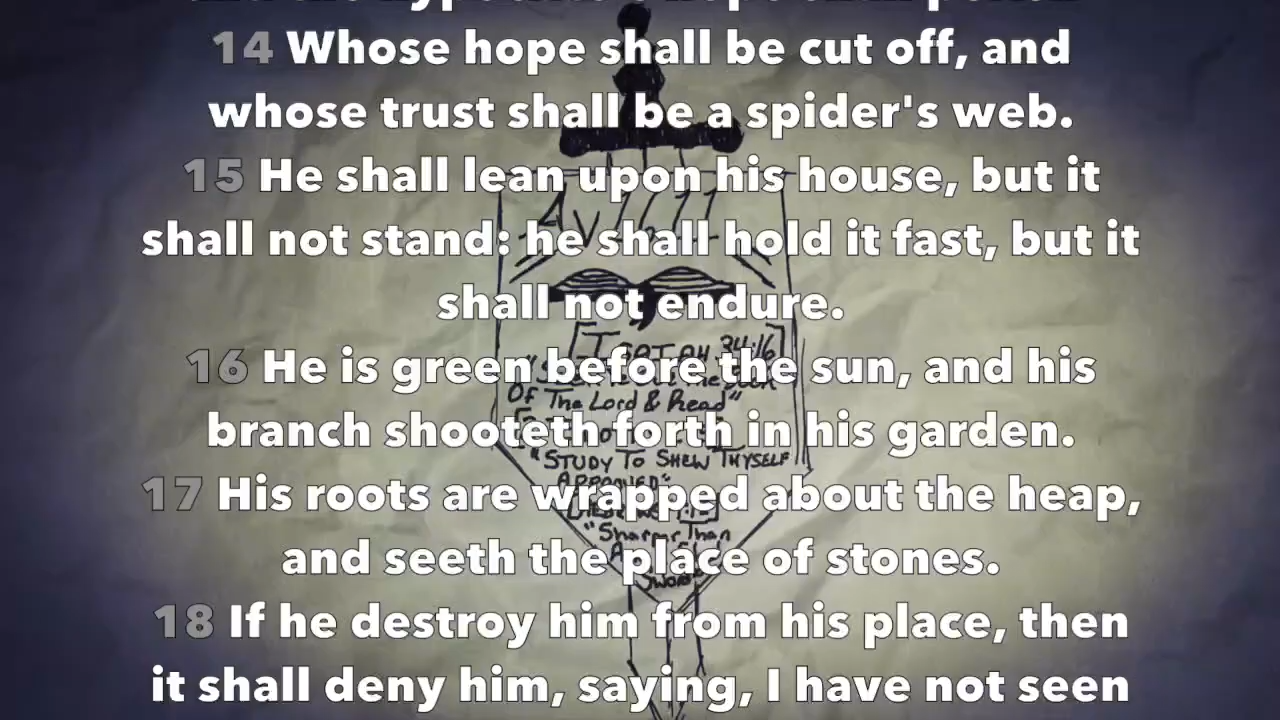 14 Whose hope shall be cut off, and
whose trust shall be a spider's web.
15 He shall lean upon his house, but it
shall not stand: he shall hold it fast, but it
shall not endure.
16 He is green before the sun, and his
branch shooteth forth in his garden.
17 His roots are wrapped about the heap,
and seeth the place of stones.
18 If he destroy him from his place, then
it shall deny him, saying, I have not seen
AV1611
34:16]
Of The Lord & Read"
"STUDY TO SHEW THYSELF
"Sharper Than